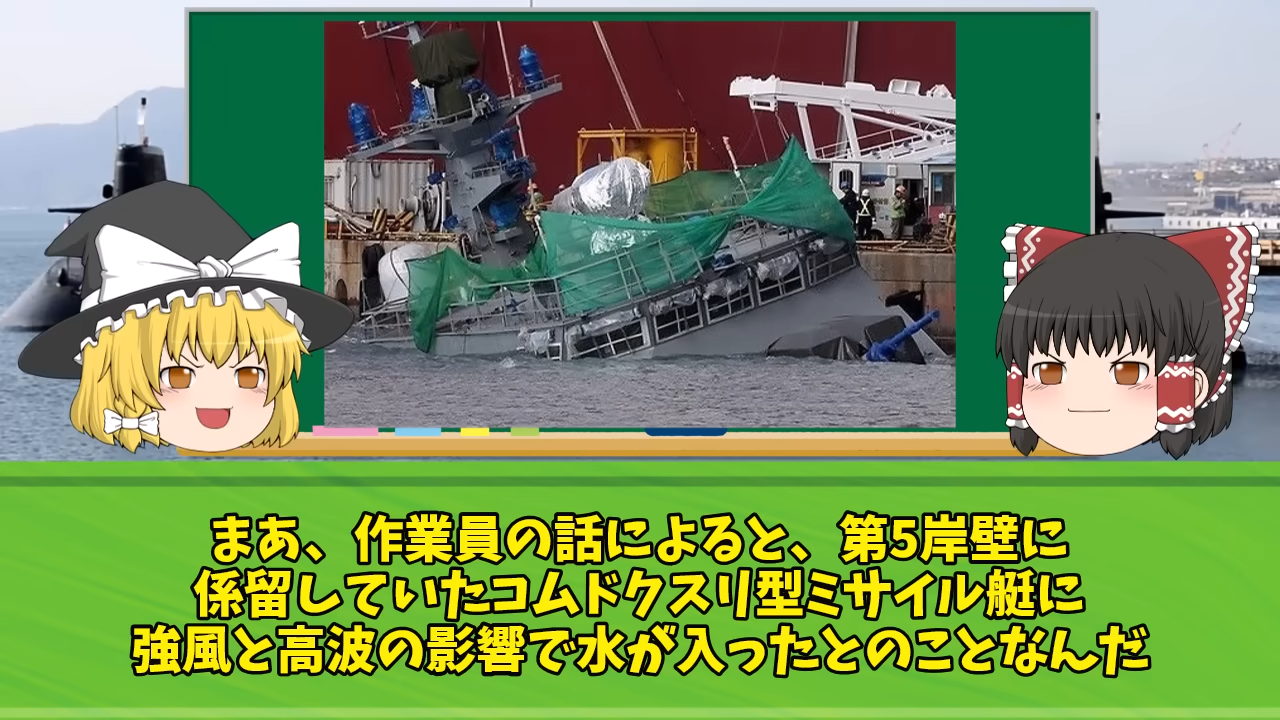 まあ、作業員の話によると、第5岸壁に
係留していたコムドクスリ型ミサイル艇に
強風と高波の影響で水が入ったとのことなんだ